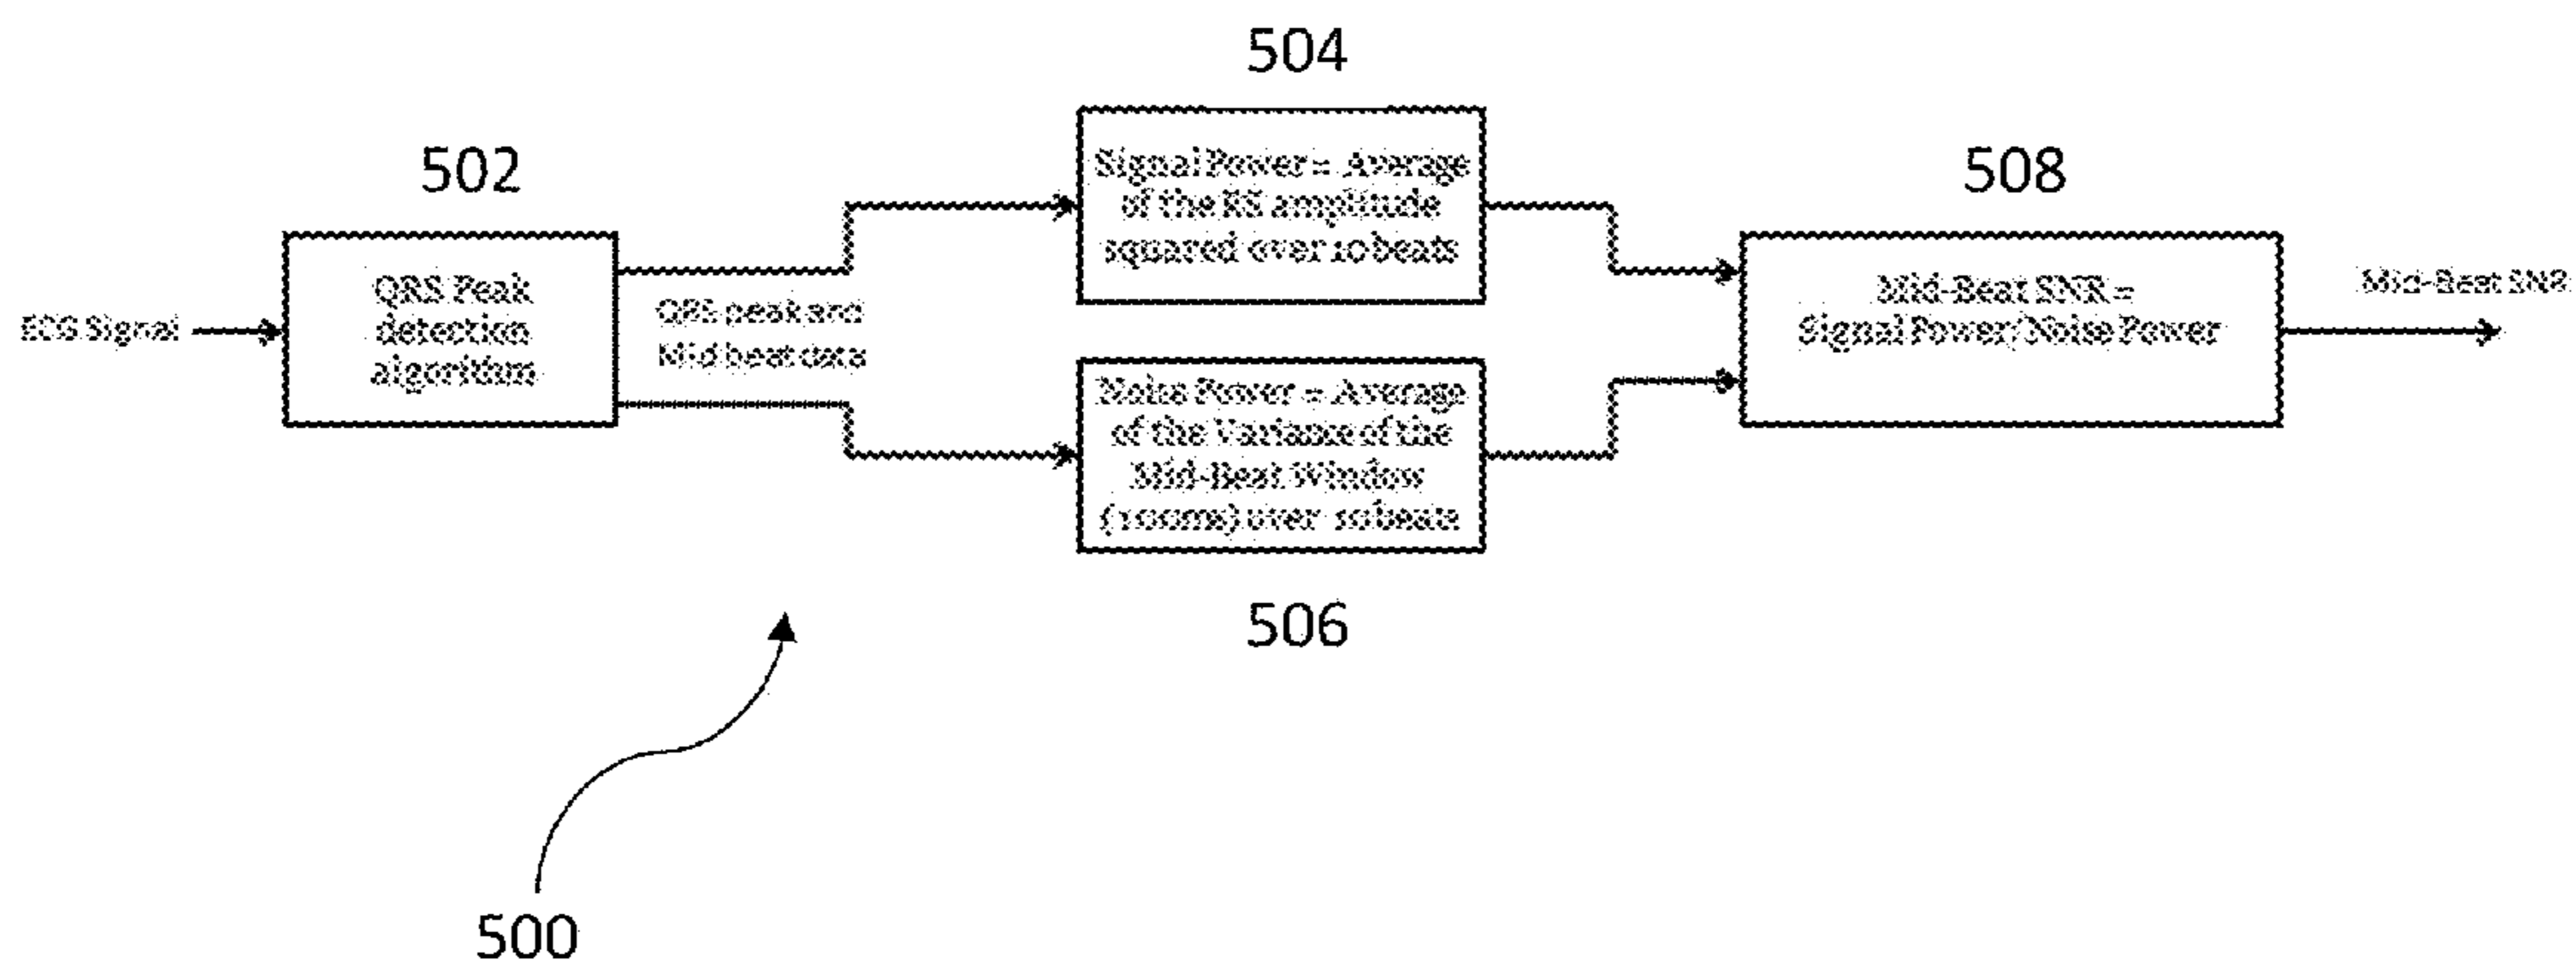 504
502
508
Signal Power = Average
of the RS amplitude
squared over 10 beats
ECG Signal
QRS Peak
detection
algorithm
QRS peak and
Mid beat data
Mid-Beat SNR =
Signal Power/Noise Power
Mid-Beat SNR
Noise Power = Average
of the Variance of the
Mid-Beat Window
(100ms) over 10 beats
506
500